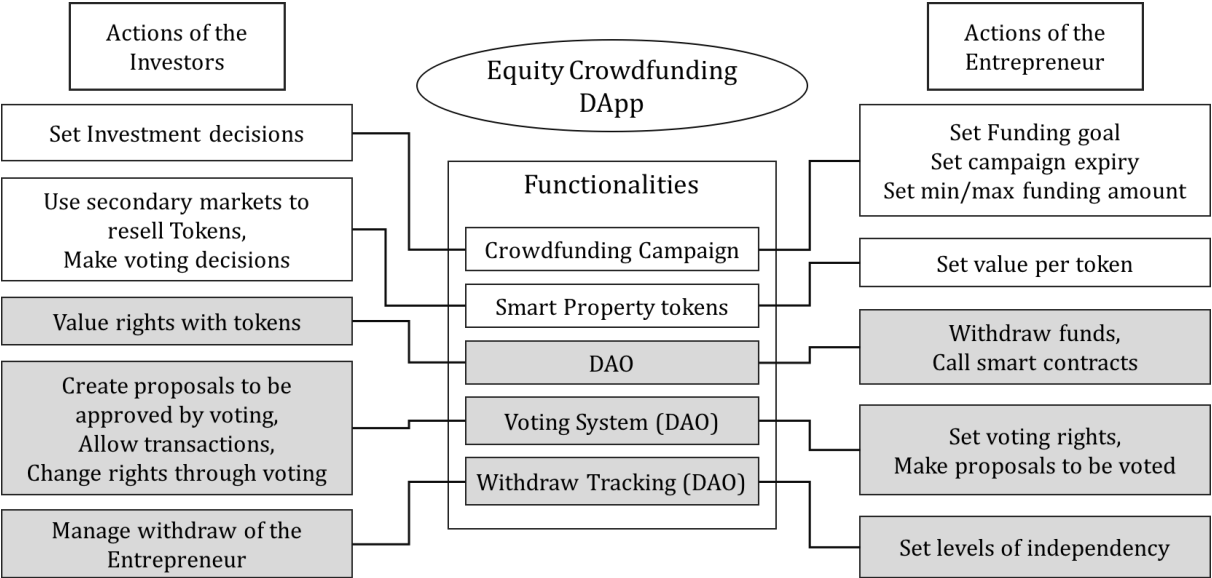 Actions of the
Investors
Set Investment decisions
Use secondary markets to
resell Tokens,
Make voting decisions
Value rights with tokens
Create proposals to be
approved by voting,
Allow transactions,
Change rights through voting
Manage withdraw of the
Entrepreneur
Equity Crowdfunding
DApp
Functionalities
Crowdfunding Campaign
Smart Property tokens
DAO
Voting System (DAO)
Withdraw Tracking (DAO)
Actions of the
Entrepreneur
Set Funding goal
Set campaign expiry
Set min/max funding amount
Set value per token
Withdraw funds,
Call smart contracts
Set voting rights,
Make proposals to be voted
Set levels of independency